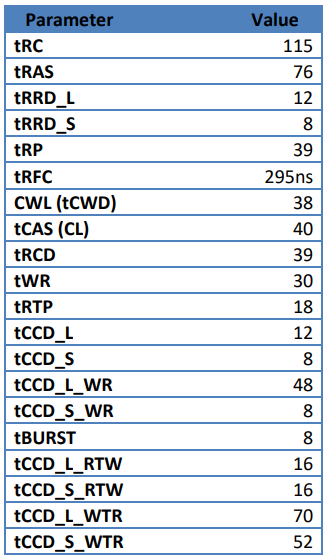 Parameter Value
tRC 115
tRAS 76
tRRD_L 12
tRRD_S 8
tRP 39
tRFC 295ns
CWL (tCWD) 38
tCAS (CL) 40
tRCD 39
tWR 30
tRTP 18
tCCD_L 12
tCCD_S 8
tCCD_L_WR 48
tCCD_S_WR 8
tBURST 8
tCCD_L_RTW 16
tCCD_S_RTW 16
tCCD_L_WTR 70
tCCD_S_WTR 52